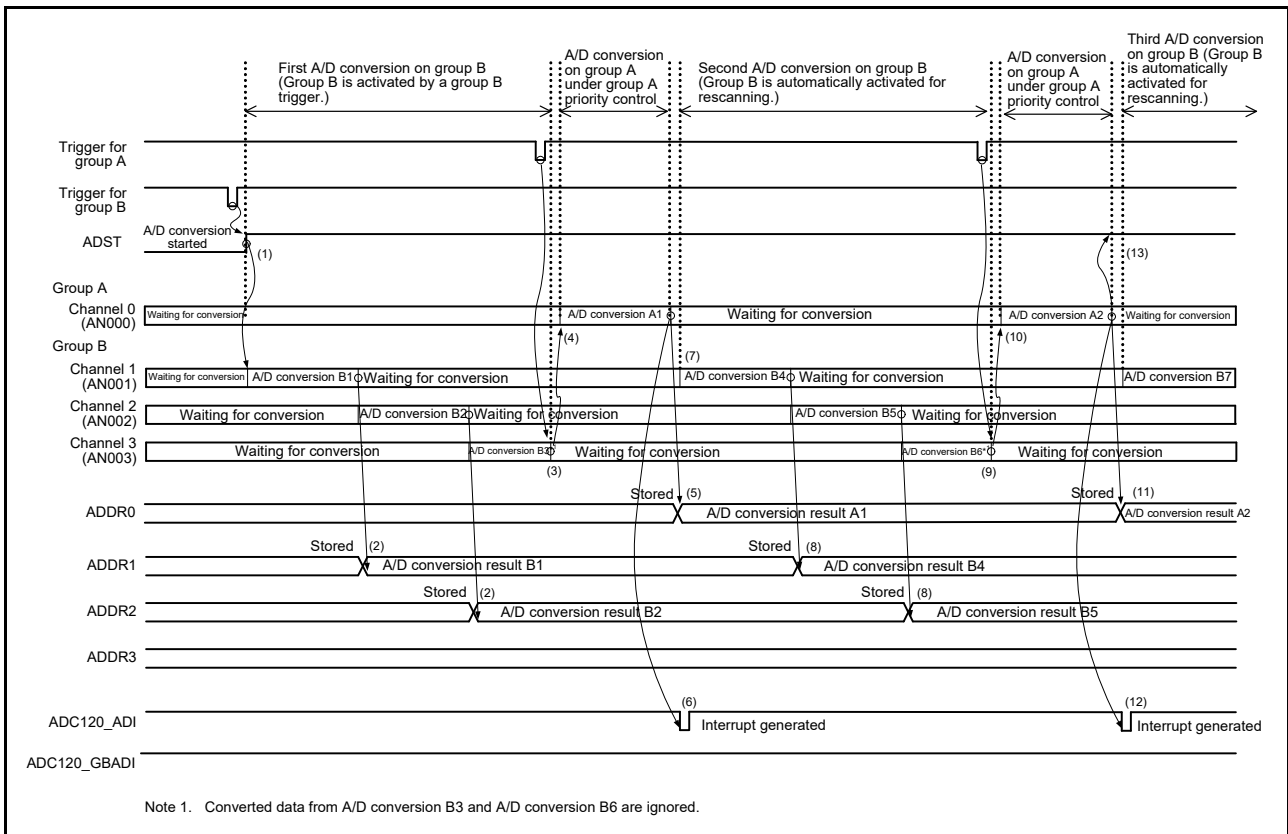 First A/D conversion on group B
(Group B is activated by a group B
trigger.)
A/D conversion
on group A
under group A
priority control
Second A/D conversion on group B
(Group B is automatically activated for
rescanning.)
A/D conversion
on group A
under group A
priority control
Third A/D conversion
on group B (Group B
is automatically
activated for
rescanning.)
Trigger for
group A
Trigger for
group B
ADST
A/D conversion
started
(1)
(13)
Group A
Channel 0
(AN000)
Waiting for conversion
A/D conversion A1
Waiting for conversion
A/D conversion A2
Waiting for conversion
(4)
(10)
Group B
(7)
Channel 1
(AN001)
Waiting for conversion
A/D conversion B1
Waiting for conversion
A/D conversion B4
Waiting for conversion
A/D conversion B7
Channel 2
(AN002)
Waiting for conversion
A/D conversion B2
Waiting for conversion
A/D conversion B5
Waiting for conversion
Channel 3
(AN003)
Waiting for conversion
A/D conversion B3
Waiting for conversion
A/D conversion B6*
Waiting for conversion
(3)
(9)
ADDR0
Stored
(5)
A/D conversion result A1
Stored
(11)
A/D conversion result A2
ADDR1
Stored
(2)
A/D conversion result B1
Stored
(8)
A/D conversion result B4
ADDR2
Stored
(2)
A/D conversion result B2
Stored
(8)
A/D conversion result B5
ADDR3
ADC120_ADI
(6)
Interrupt generated
(12)
Interrupt generated
ADC120_GBADI
Note 1. Converted data from A/D conversion B3 and A/D conversion B6 are ignored.